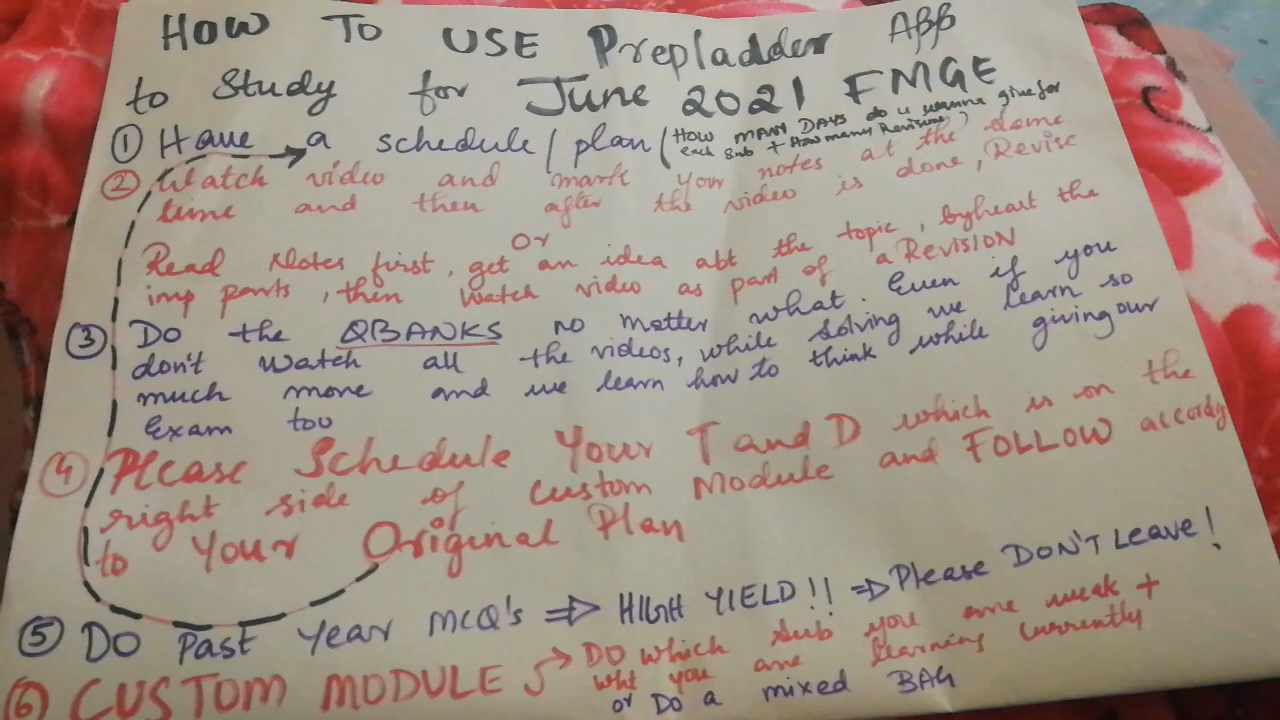 HOW TO USE Prepladder App
to Study for June 2021 FMGE
① Have a schedule / plan (HOW MANY DAYS do u wanna give for
each sub + How many Revisions)
② Watch video and mark your notes at the same
time and then after the video is done, Revise
Or
Read Notes first, get an idea abt the topic, byheart the
imp parts, then watch video as part of a REVISION
③ Do the QBANKS no matter what. Even if you
don't watch all the videos, while solving we learn so
much more and we learn how to think while giving our
Exam too
④ Please Schedule Your T and D which is on the
right side of custom Module and FOLLOW accordg
to Your Original Plan
⑤ DO Past Year MCQ's ⇒ HIGH YIELD!! ⇒ Please DON'T Leave!
⑥ CUSTOM MODULE → DO which sub you are weak +
wht you are learning currently
or Do a mixed BAG